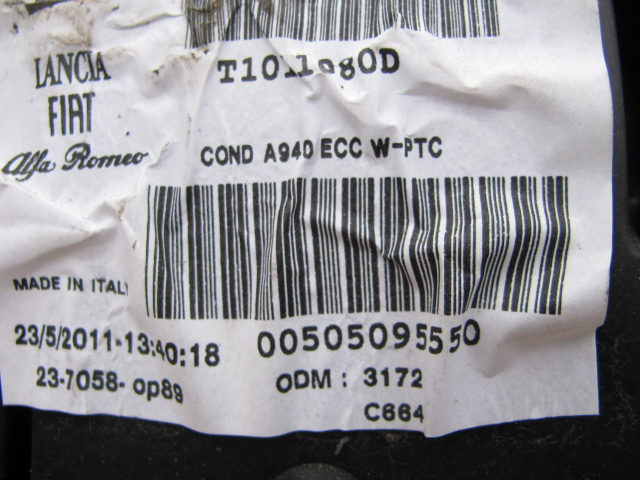 LANCIA
FIAT
Alfa Romeo
COND A940 ECC W-PTC
MADE IN ITALY
23/5/2011-13:40:18
00505095550
23-7058- op89
ODM : 3172
C664